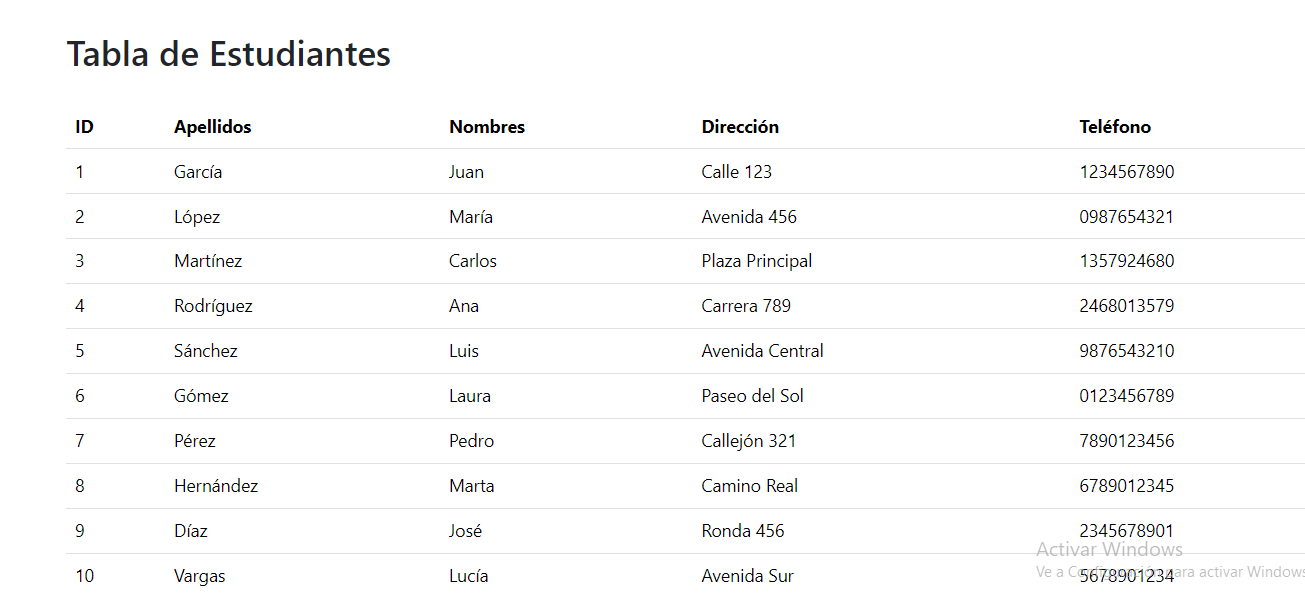 Tabla de Estudiantes
ID Apellidos Nombres Dirección Teléfono
1 García Juan Calle 123 1234567890
2 López María Avenida 456 0987654321
3 Martínez Carlos Plaza Principal 1357924680
4 Rodríguez Ana Carrera 789 2468013579
5 Sánchez Luis Avenida Central 9876543210
6 Gómez Laura Paseo del Sol 0123456789
7 Pérez Pedro Callejón 321 7890123456
8 Hernández Marta Camino Real 6789012345
9 Díaz José Ronda 456 2345678901
Activar Windows
Ve a Configuración para activar Windows
10 Vargas Lucía Avenida Sur 5678901234